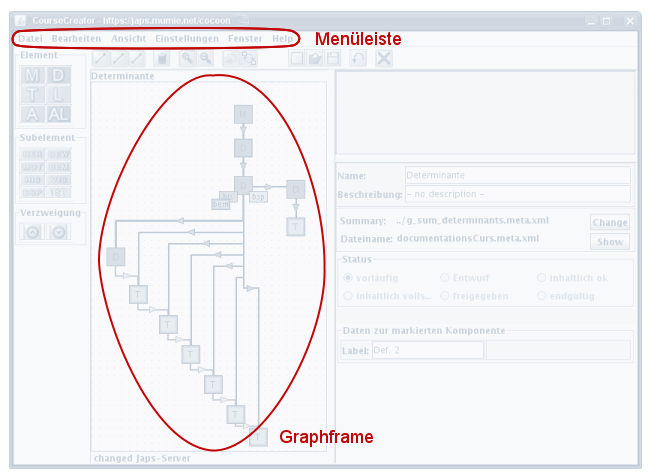 CourseCreator - https://japs.mumie.net/cocoon
Datei Bearbeiten Ansicht Einstellungen Fenster Help
Menüleiste
Element
M D
T L
A AL
Subelement
Verzweigung
Determinante
D
D
D
T
D
T
T
T
T
T
T
Graphframe
changed Japs-Server
Name: Determinante
Beschreibung: - no description -
Summary: ../g_sum_determinants.meta.xml Change
Dateiname: documentationsCurs.meta.xml Show
Status
vorläufig Entwurf inhaltlich ok
inhaltlich volls... freigegeben endgültig
Daten zur markierten Komponente
Label: Def. 2